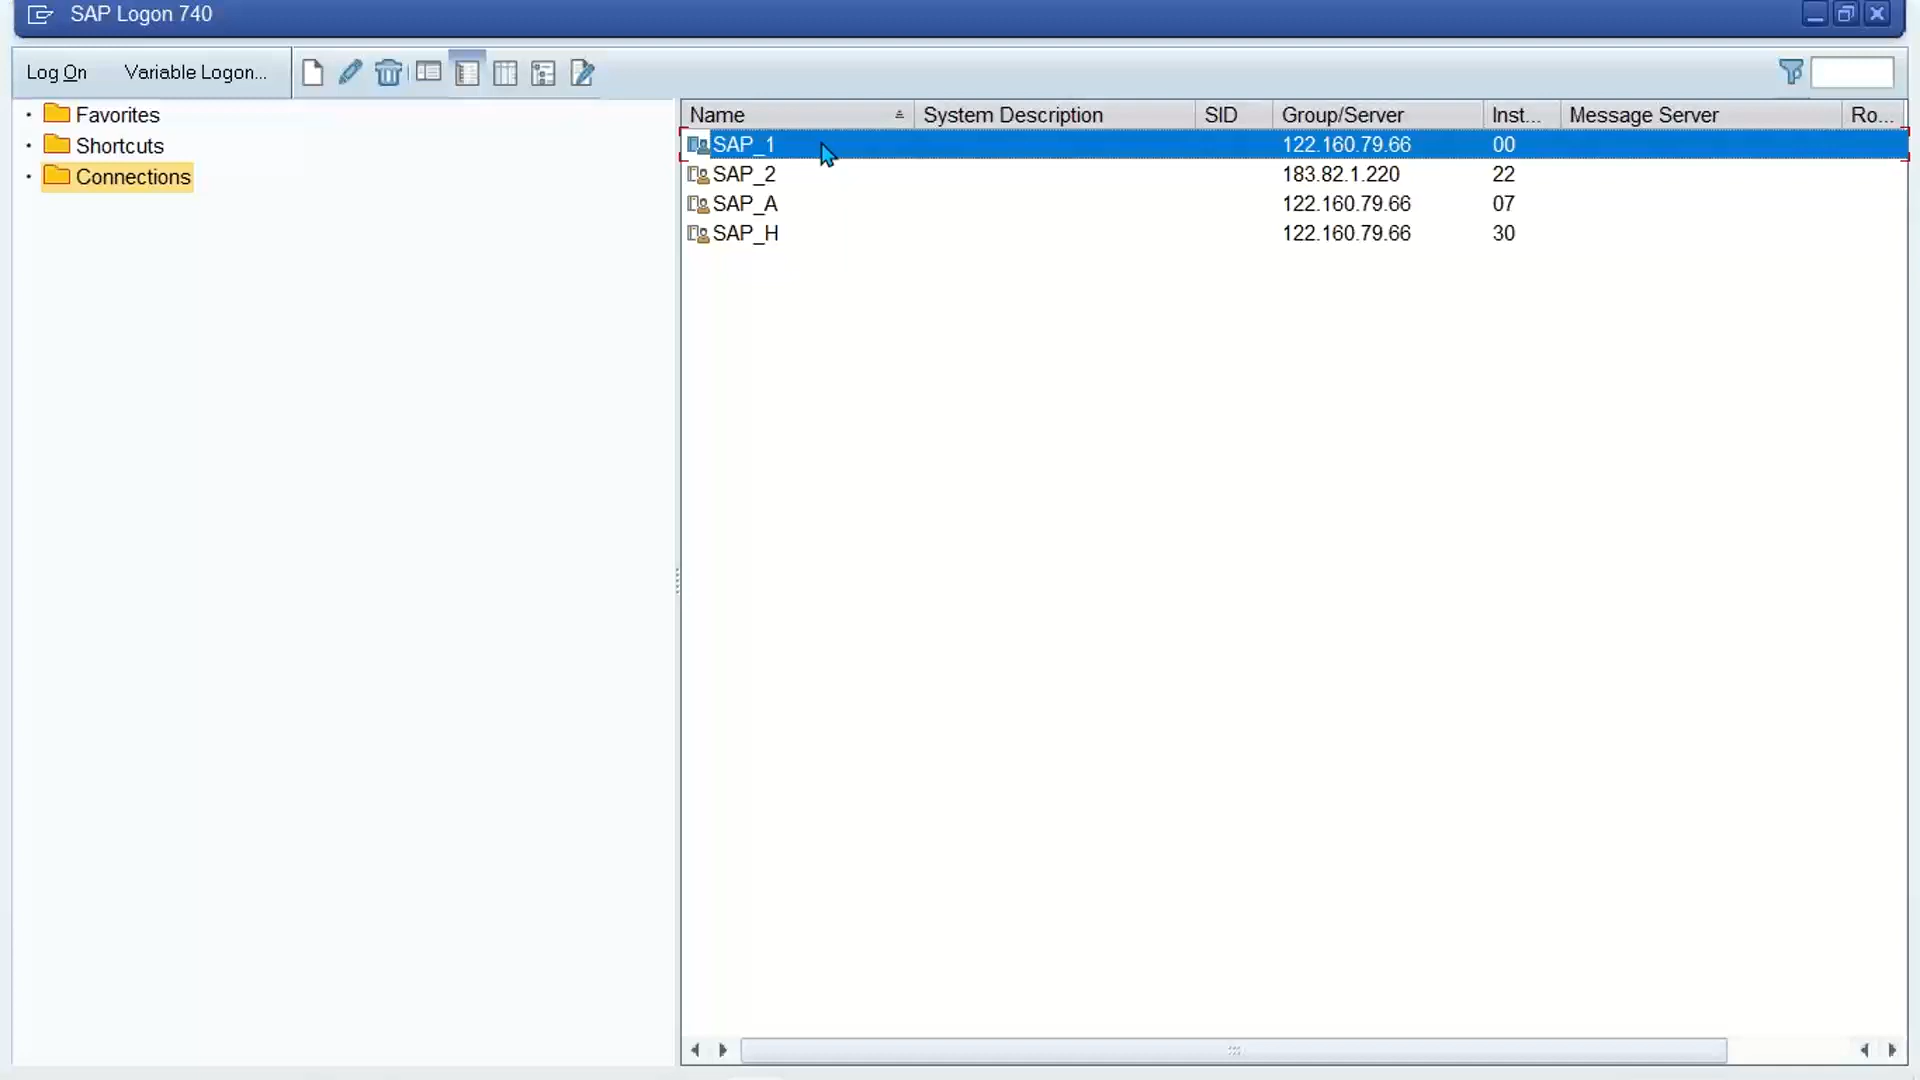 SAP Logon 740
Log On Variable Logon...
Favorites
Shortcuts
Connections
Name System Description SID Group/Server Inst... Message Server Ro...
SAP_1 122.160.79.66 00
SAP_2 183.82.1.220 22
SAP_A 122.160.79.66 07
SAP_H 122.160.79.66 30